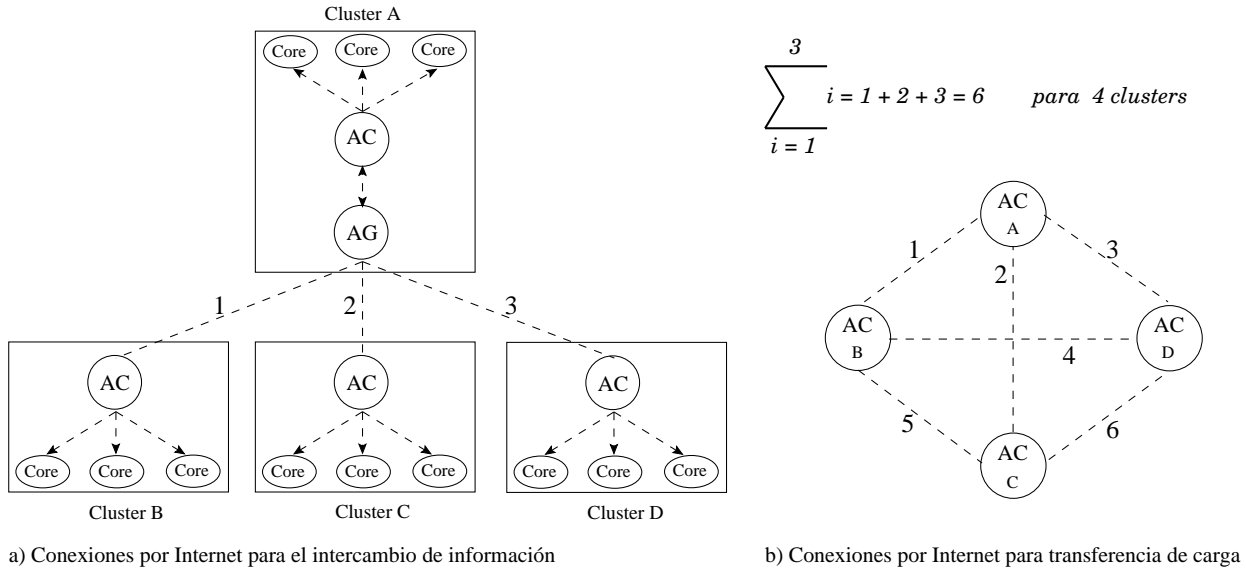 Cluster A
Core Core Core
AC
AG
1 2 3
AC AC AC
Core Core Core Core Core Core Core Core Core
Cluster B Cluster C Cluster D
a) Conexiones por Internet para el intercambio de información
3
∑ i = 1 + 2 + 3 = 6 para 4 clusters
i = 1
AC
A
1 2 3
AC
B
AC
D
4
5 6
AC
C
b) Conexiones por Internet para transferencia de carga